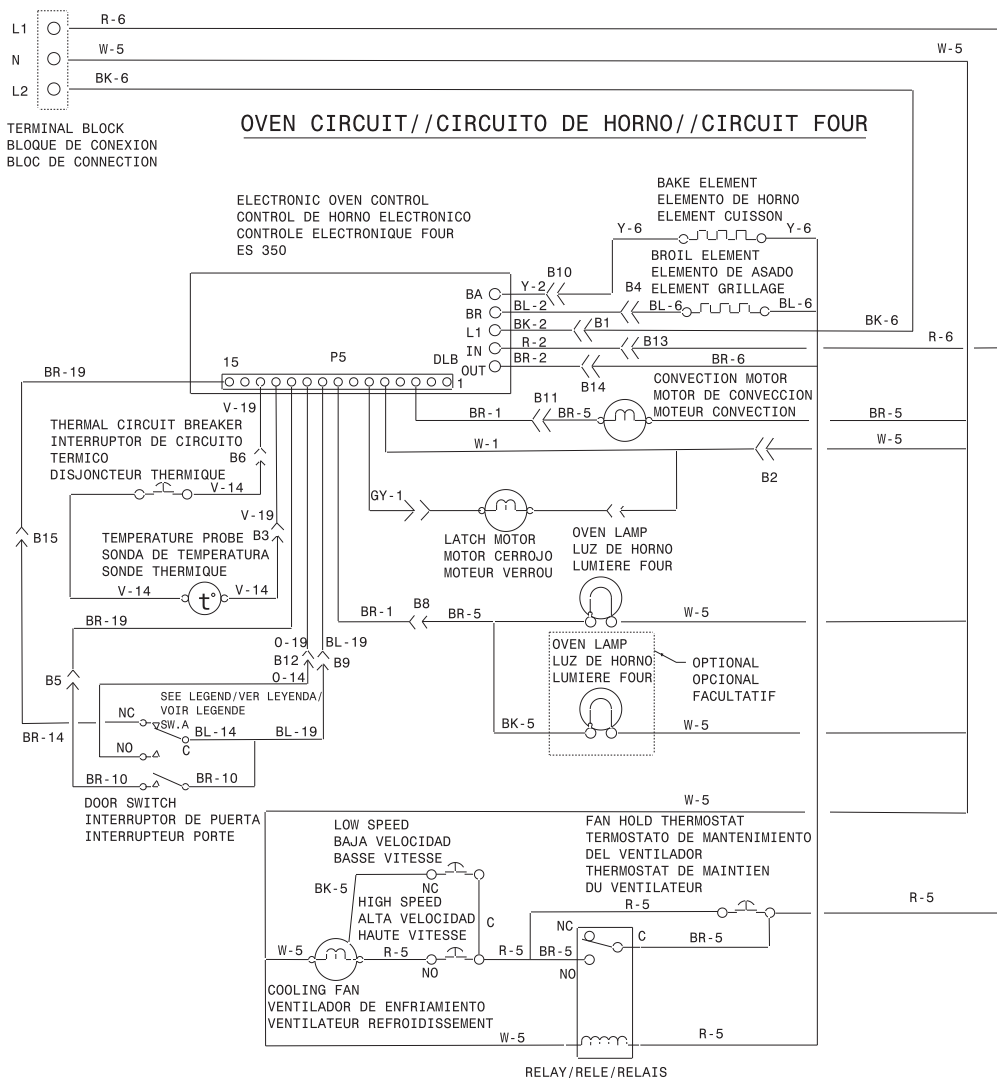 L1
R-6
N
W-5
W-5
L2
BK-6
TERMINAL BLOCK
BLOQUE DE CONEXION
BLOC DE CONNECTION
OVEN CIRCUIT//CIRCUITO DE HORNO//CIRCUIT FOUR
ELECTRONIC OVEN CONTROL
CONTROL DE HORNO ELECTRONICO
CONTROLE ELECTRONIQUE FOUR
ES 350
BAKE ELEMENT
ELEMENTO DE HORNO
ELEMENT CUISSON
Y-6
Y-6
BROIL ELEMENT
ELEMENTO DE ASADO
ELEMENT GRILLAGE
BA
Y-2
B10
BR
BL-2
B4
BL-6
BL-6
L1
BK-2
B1
BK-6
IN
R-2
B13
R-6
OUT
BR-2
B14
BR-6
15
P5
DLB
1
BR-19
CONVECTION MOTOR
MOTOR DE CONVECCION
MOTEUR CONVECTION
BR-1
B11
BR-5
BR-5
W-1
W-5
B2
V-19
THERMAL CIRCUIT BREAKER
INTERRUPTOR DE CIRCUITO
TERMICO
DISJONCTEUR THERMIQUE
B6
V-14
GY-1
LATCH MOTOR
MOTOR CERROJO
MOTEUR VERROU
V-19
B3
B15
TEMPERATURE PROBE
SONDA DE TEMPERATURA
SONDE THERMIQUE
V-14
t°
V-14
OVEN LAMP
LUZ DE HORNO
LUMIERE FOUR
BR-19
BR-1
B8
BR-5
W-5
O-19
BL-19
B12
B9
O-14
B5
OVEN LAMP
LUZ DE HORNO
LUMIERE FOUR
OPTIONAL
OPCIONAL
FACULTATIF
BK-5
W-5
SEE LEGEND/VER LEYENDA/
VOIR LEGENDE
NC
SW.A
BR-14
BL-14
BL-19
NO
C
BR-10
BR-10
DOOR SWITCH
INTERRUPTOR DE PUERTA
INTERRUPTEUR PORTE
W-5
LOW SPEED
BAJA VELOCIDAD
BASSE VITESSE
FAN HOLD THERMOSTAT
TERMOSTATO DE MANTENIMIENTO
DEL VENTILADOR
THERMOSTAT DE MAINTIEN
DU VENTILATEUR
BK-5
NC
HIGH SPEED
ALTA VELOCIDAD
HAUTE VITESSE
C
R-5
R-5
NC
C
BR-5
W-5
R-5
NO
R-5
BR-5
NO
COOLING FAN
VENTILADOR DE ENFRIAMIENTO
VENTILATEUR REFROIDISSEMENT
W-5
R-5
RELAY/RELE/RELAIS